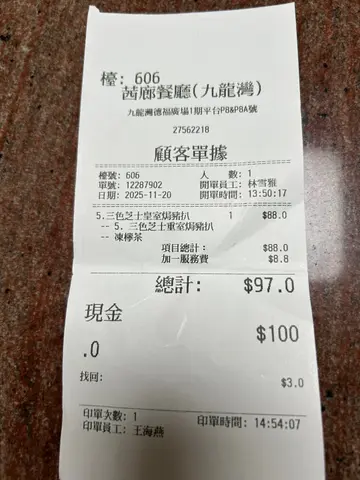 檯: 606
茜廊餐廳(九龍灣)
九龍灣德福廣場1期平台P8&P8A號
27562218
顧客單據
檯號: 606 人 數: 1
單號: 12287902 開單員工: 林雪雅
日期: 2025-11-20 開單時間: 13:50:17
5.三色芝士皇室焗豬扒 1 $88.0
-- 5. 三色芝士重室焗豬扒
-- 凍檸茶
項目總計: $88.0
加一服務費 $8.8
總計: $97.0
現金
$100
.0
找回: $3.0
印單次數: 1 印單時間: 14:54:07
印單員工: 王海燕